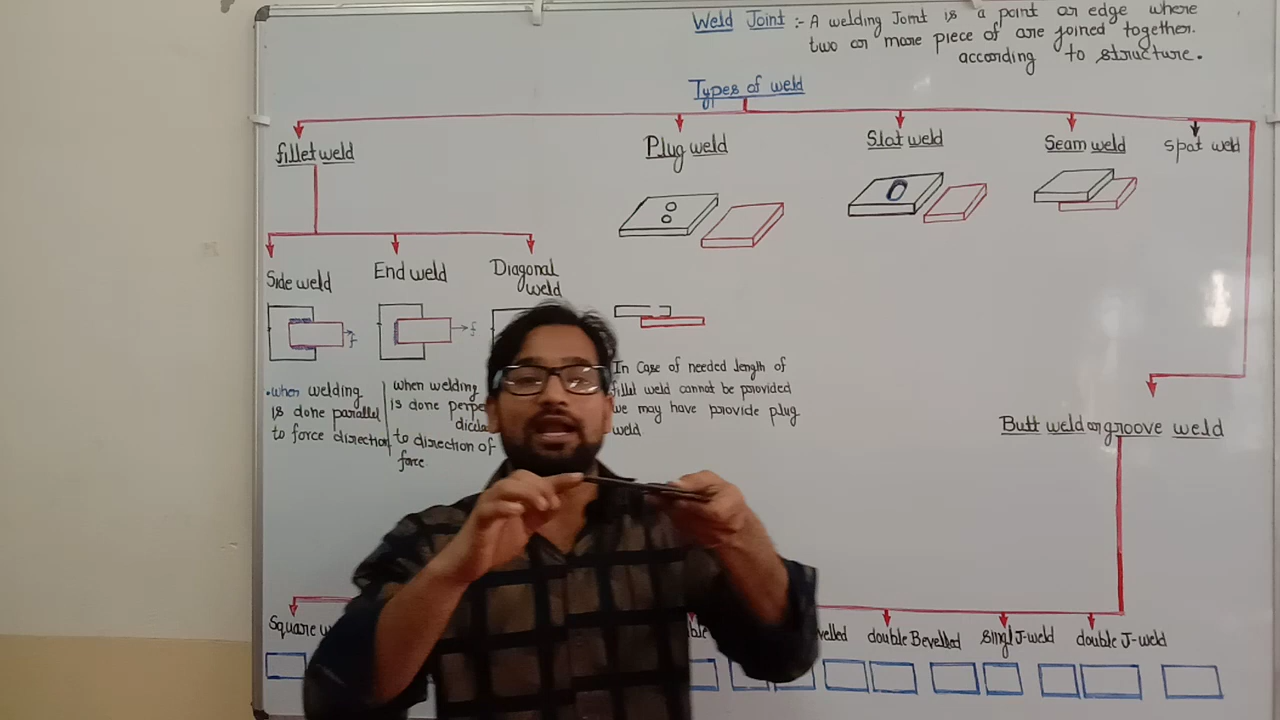 Weld Joint :- A welding Joint is a point or edge where
two or more piece of are joined together.
according to structure.
Types of weld
fillet weld
Plug weld
Slot weld
Seam weld
Spot weld
Side weld
End weld
Diagonal
weld
f
f
• When welding
is done parallel
to force direction
when welding
is done perpe
dicula
to direction of
force
In Case of needed length of
fillet weld cannot be porovided
we may have porovide plug
weld
Butt weld or groove weld
Square
double Bevelled
singl J-weld
double J-weld